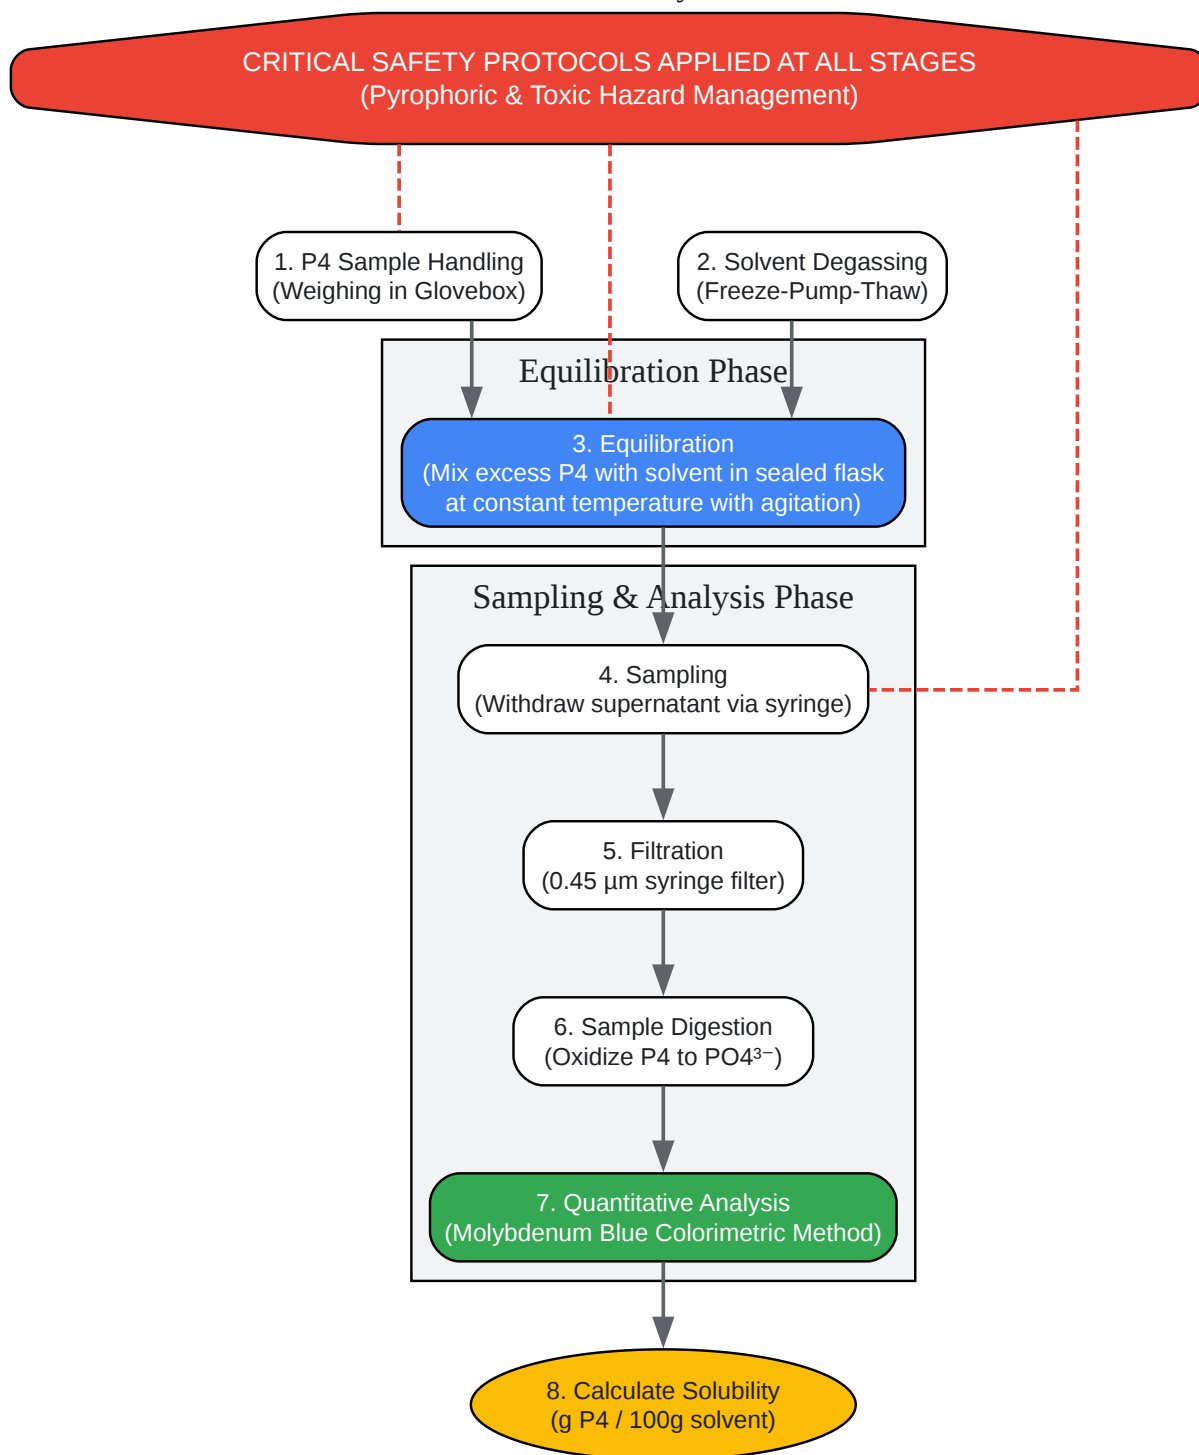 CRITICAL SAFETY PROTOCOLS APPLIED AT ALL STAGES
(Pyrophoric & Toxic Hazard Management)
1. P4 Sample Handling
(Weighing in Glovebox)
2. Solvent Degassing
(Freeze-Pump-Thaw)
Equilibration Phase
3. Equilibration
(Mix excess P4 with solvent in sealed flask
at constant temperature with agitation)
Sampling & Analysis Phase
4. Sampling
(Withdraw supernatant via syringe)
5. Filtration
(0.45 µm syringe filter)
6. Sample Digestion
(Oxidize P4 to PO4³⁻)
7. Quantitative Analysis
(Molybdenum Blue Colorimetric Method)
8. Calculate Solubility
(g P4 / 100g solvent)